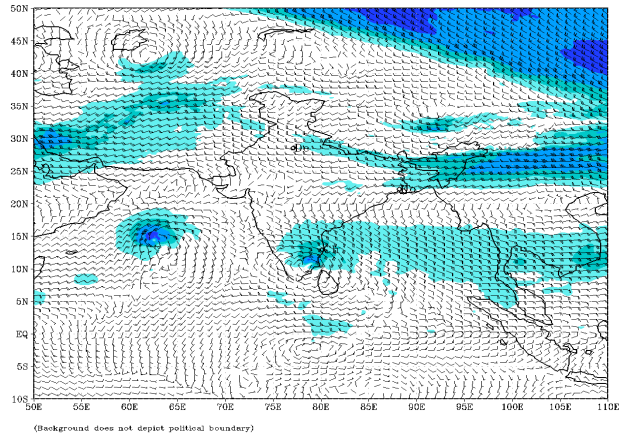 50N
45N
40N
35N
30N
25N
20N
15N
10N
5N
EQ
5S
10S
50E 55E 60E 65E 70E 75E 80E 85E 90E 95E 100E 105E 110E
(Background does not depict political boundary)